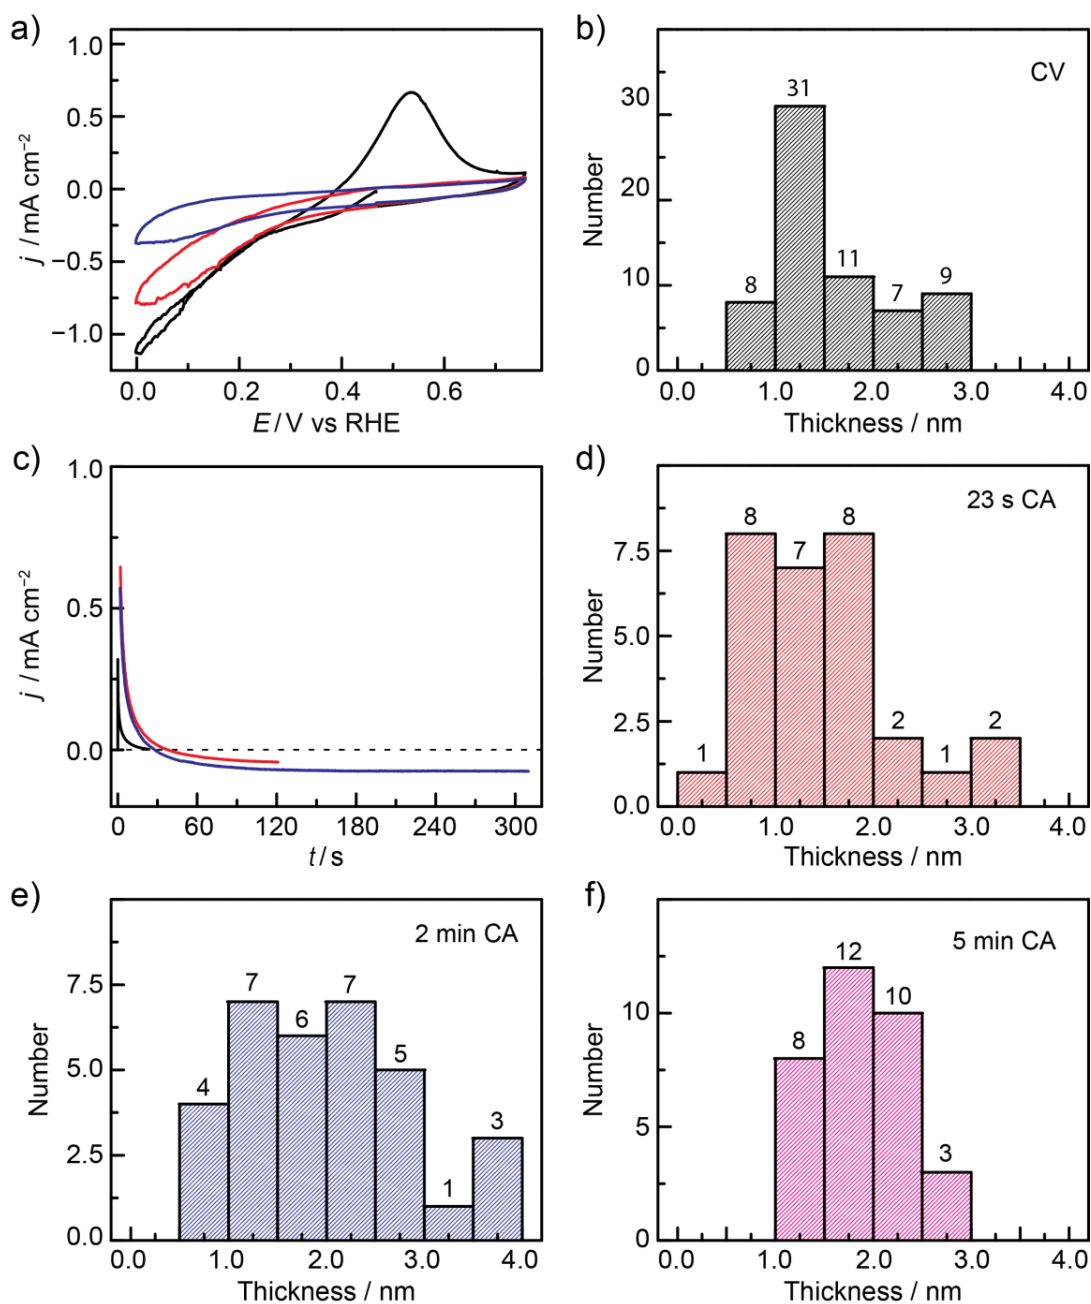 a)
1.0
0.5
0.0
−0.5
−1.0
j / mA cm⁻²
0.0 0.2 0.4 0.6
E / V vs RHE
b)
CV
30
20
10
0
Number
8 31 11 7 9
0.0 1.0 2.0 3.0 4.0
Thickness / nm
c)
1.0
0.5
0.0
j / mA cm⁻²
0 60 120 180 240 300
t / s
d)
23 s CA
7.5
5.0
2.5
0.0
Number
1 8 7 8 2 1 2
0.0 1.0 2.0 3.0 4.0
Thickness / nm
e)
2 min CA
7.5
5.0
2.5
0.0
Number
4 7 6 7 5 1 3
0.0 1.0 2.0 3.0 4.0
Thickness / nm
f)
5 min CA
10
5
0
Number
8 12 10 3
0.0 1.0 2.0 3.0 4.0
Thickness / nm